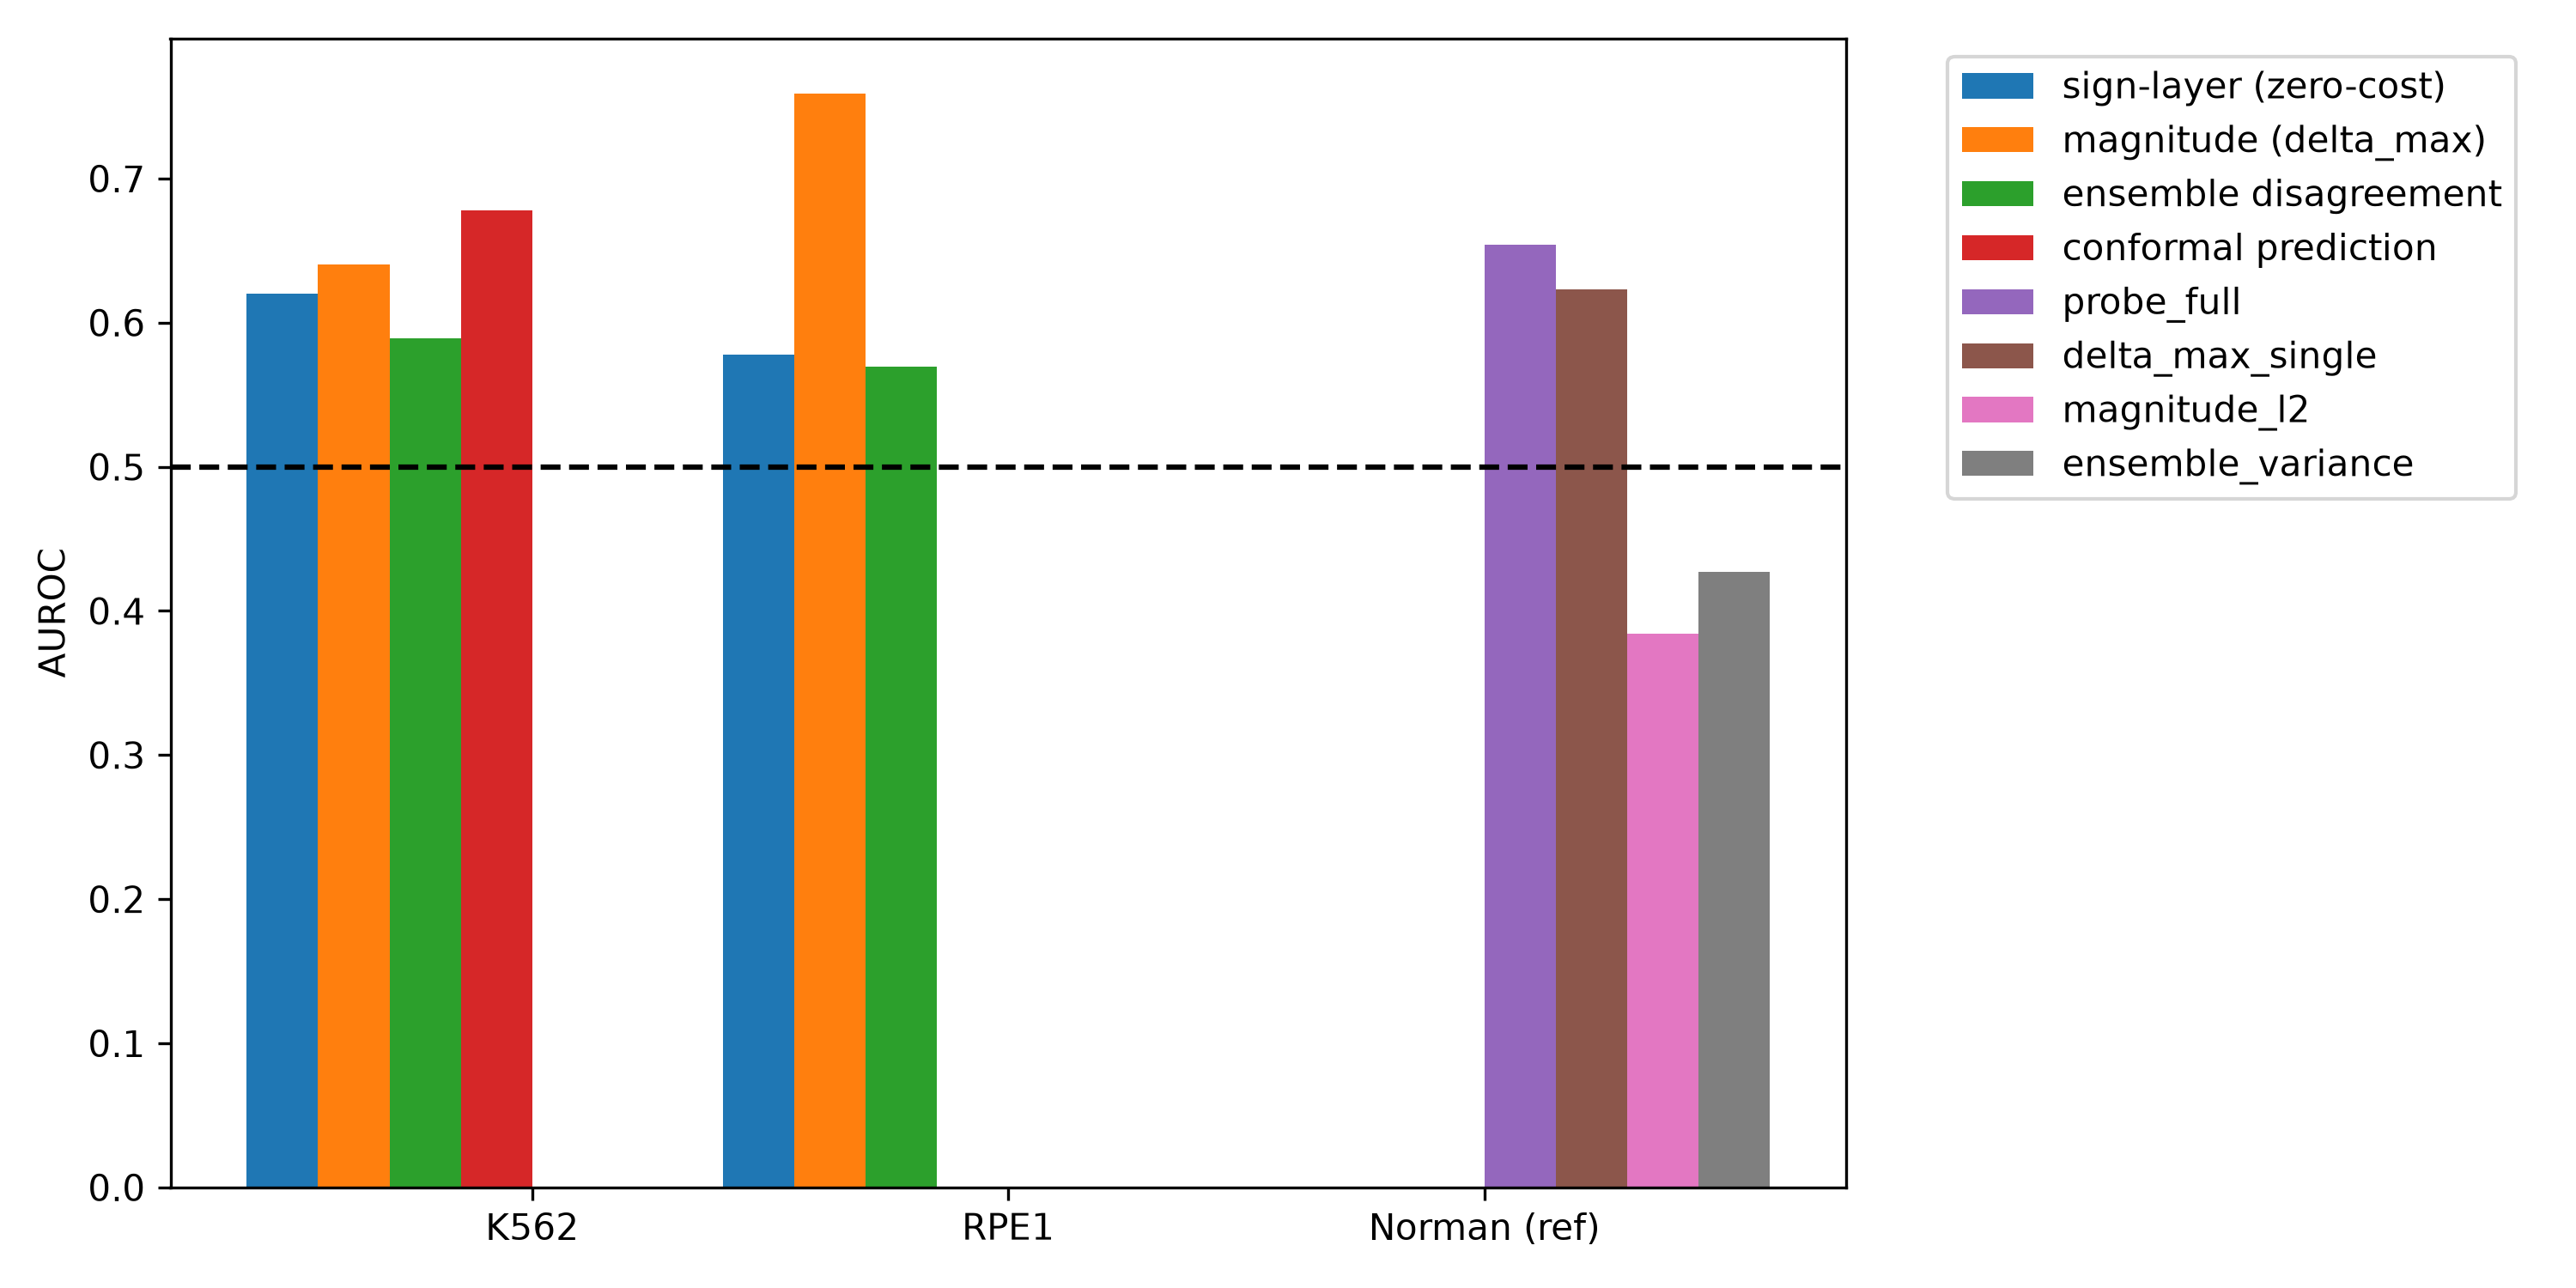 AUROC
0.7
0.6
0.5
0.4
0.3
0.2
0.1
0.0
K562
RPE1
Norman (ref)
sign-layer (zero-cost)
magnitude (delta_max)
ensemble disagreement
conformal prediction
probe_full
delta_max_single
magnitude_l2
ensemble_variance